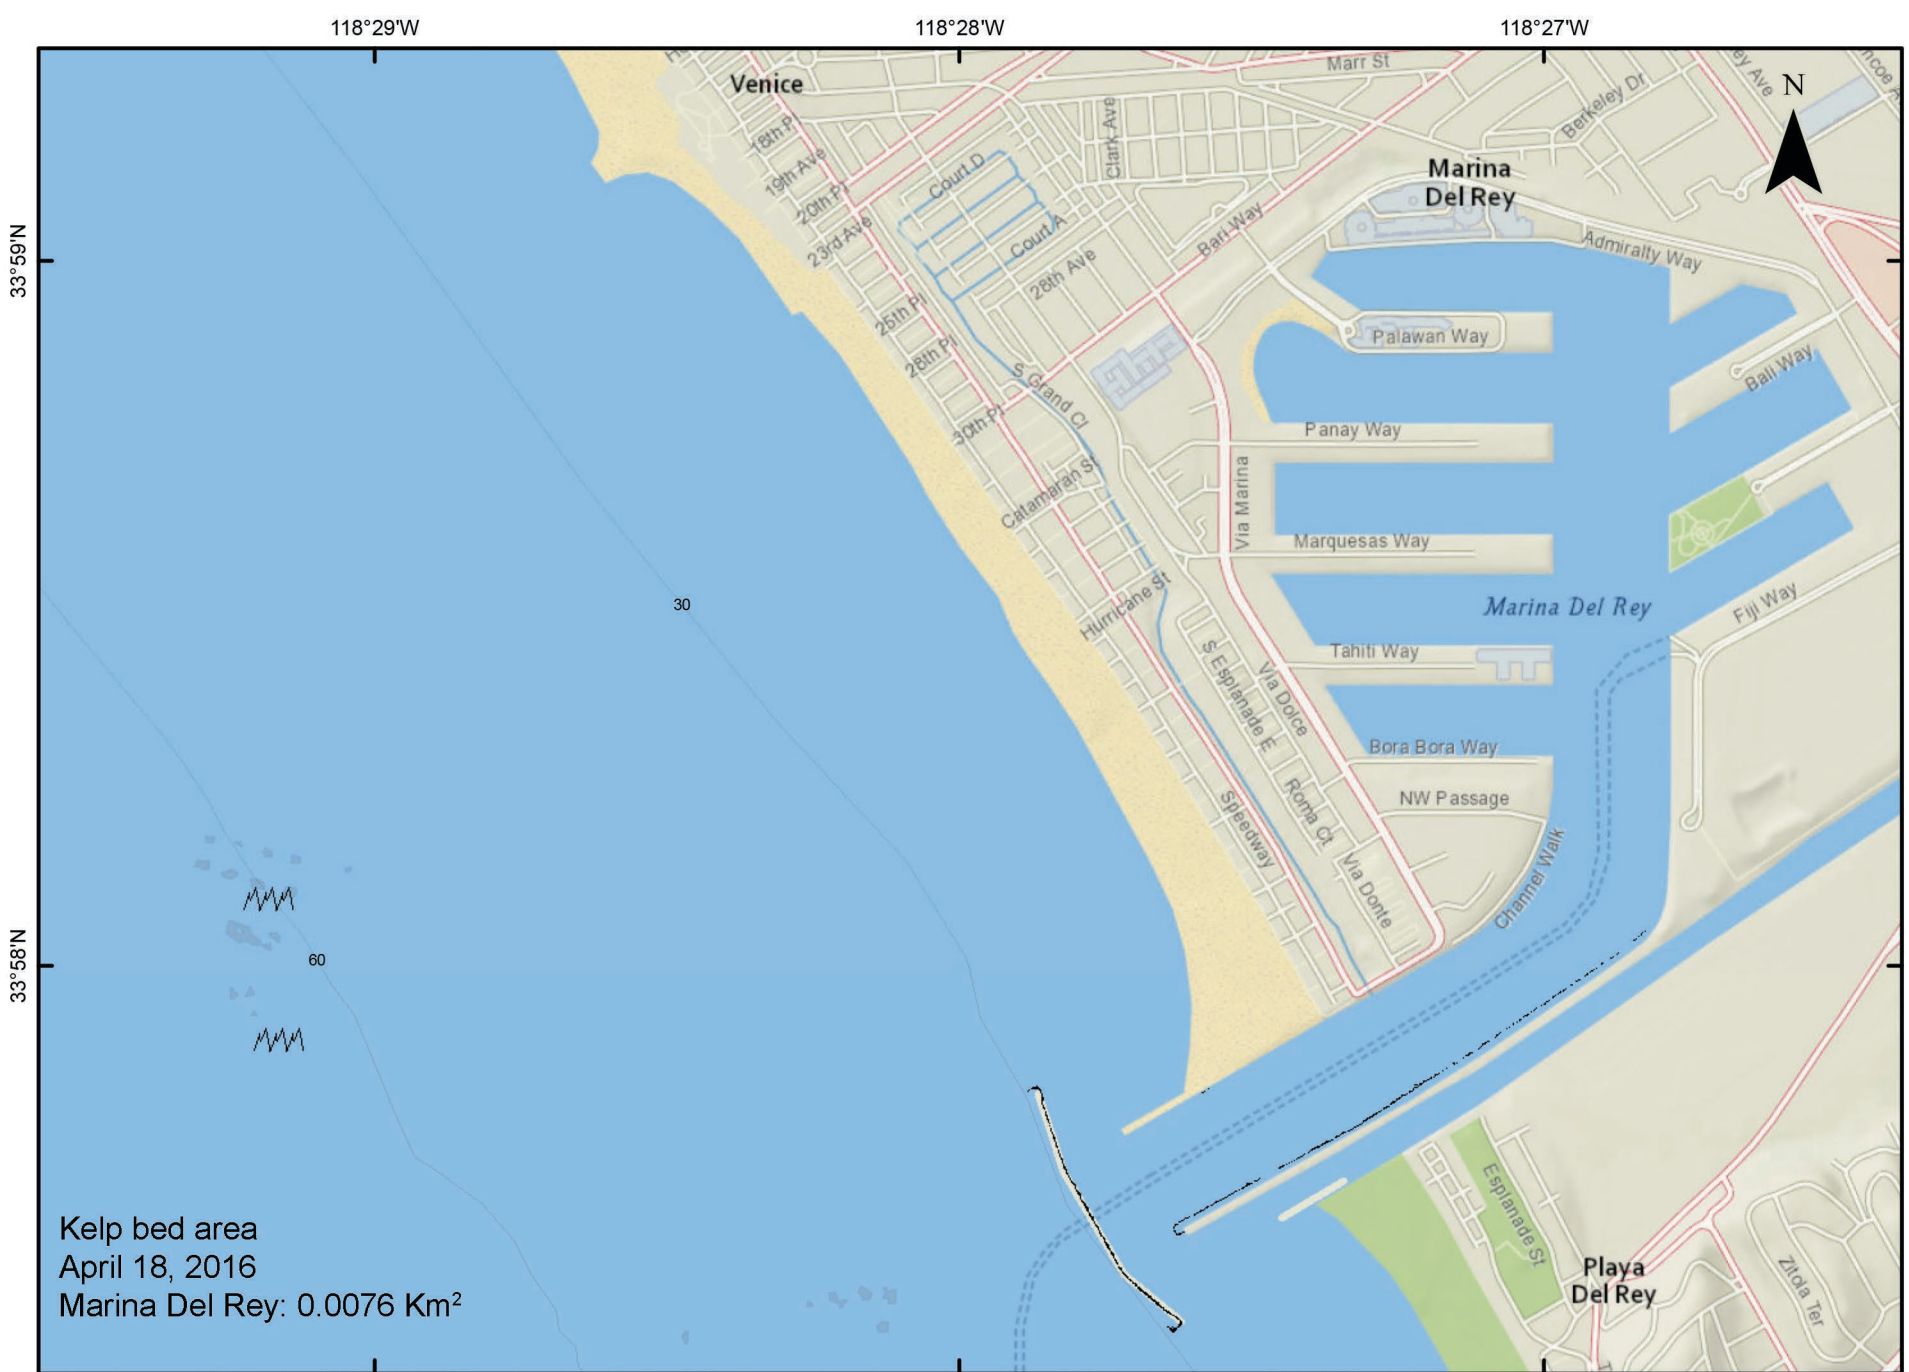 118°29'W
118°28'W
118°27'W
33°59'N
33°58'N
N
Venice
Marr St
Berkeley Dr
Clark Ave
18th Pl
19th Ave
20th Pl
23rd Ave
25th Pl
28th Pl
30th Pl
Court D
Court A
28th Ave
Bari Way
Marina
Del Rey
Admiralty Way
Palawan Way
Bali Way
S Grand Cl
Panay Way
Catamaran St
Via Marina
Marquesas Way
Hurricane St
Marina Del Rey
Fiji Way
30
Tahiti Way
S Esplanade E
Via Dolce
Bora Bora Way
NW Passage
Roma Ct
Speedway
Via Donte
Channel Walk
60
Esplanade St
Playa
Del Rey
Zitola Ter
Kelp bed area
April 18, 2016
Marina Del Rey: 0.0076 Km²